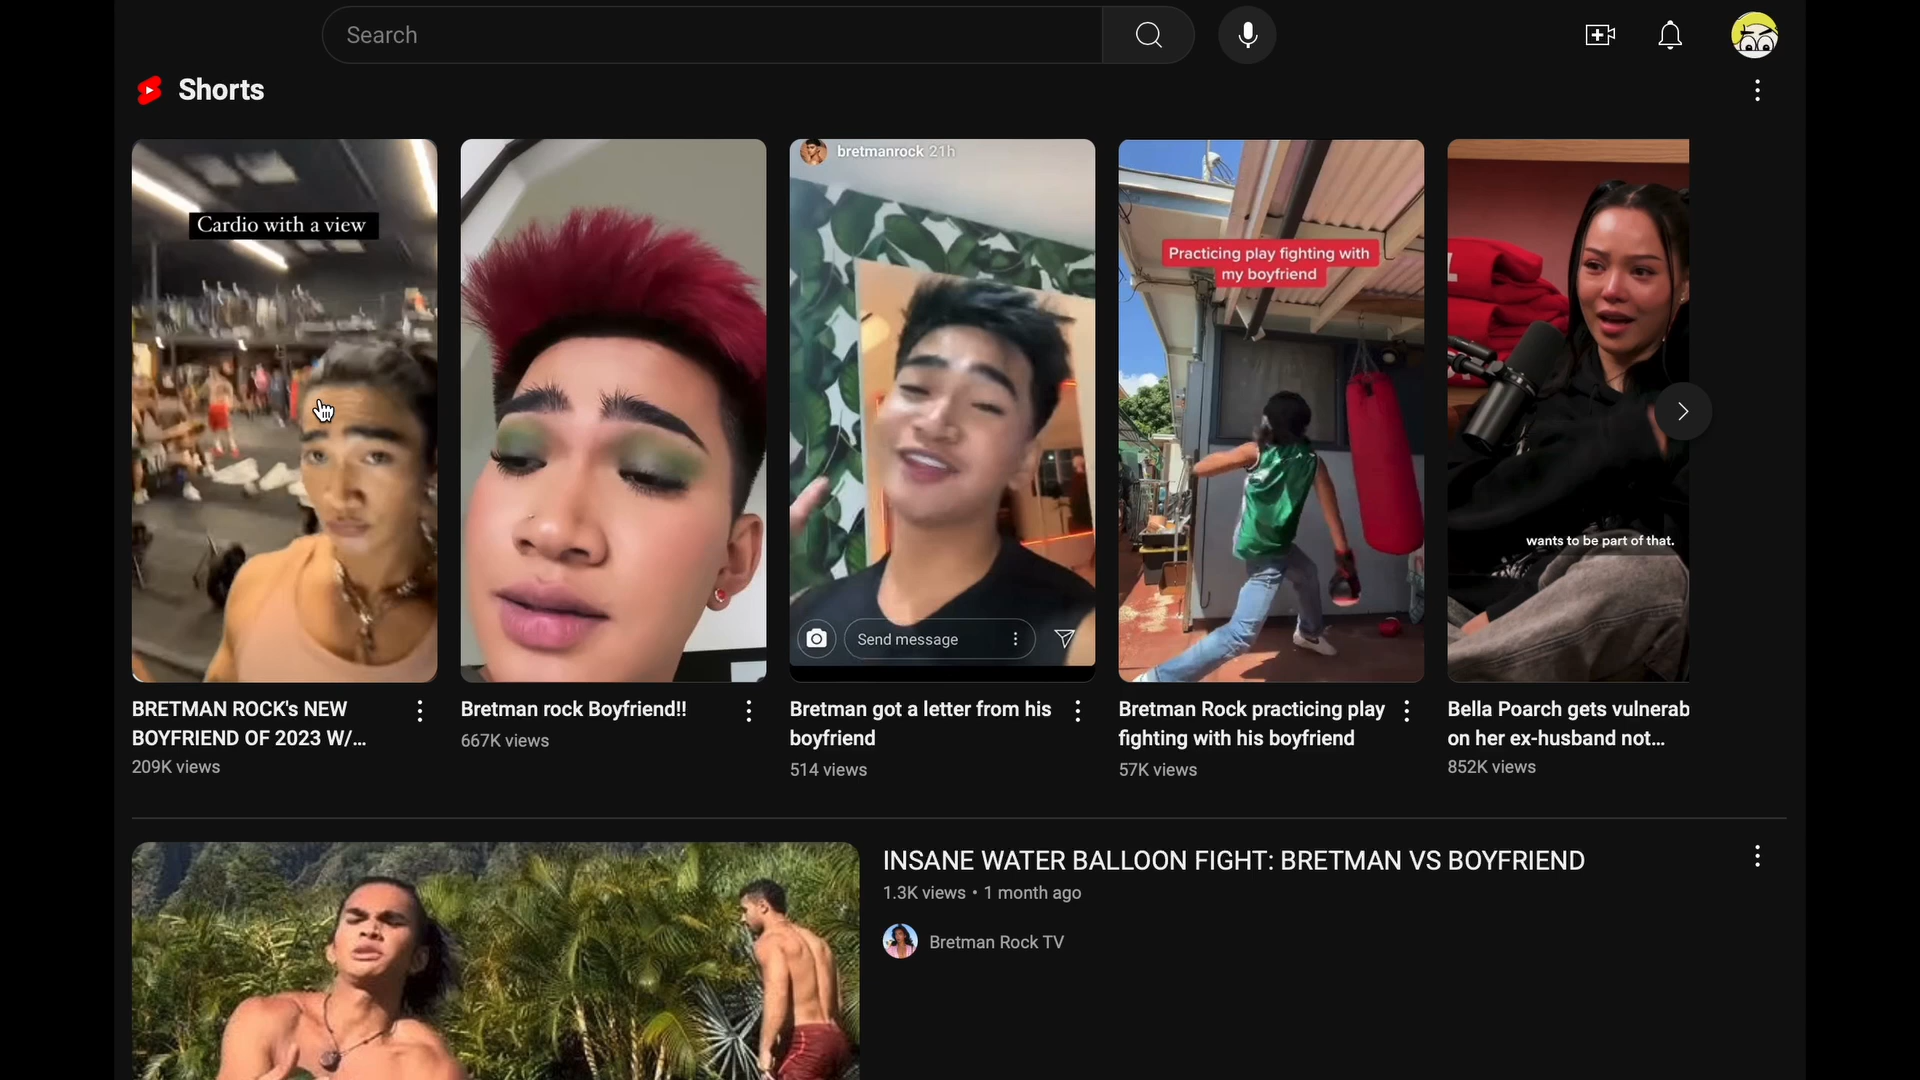 Search
Shorts
Cardio with a view
bretmanrock 21h
Send message
Practicing play fighting with
my boyfriend
wants to be part of that.
BRETMAN ROCK's NEW
BOYFRIEND OF 2023 W/...
209K views
Bretman rock Boyfriend!!
667K views
Bretman got a letter from his
boyfriend
514 views
Bretman Rock practicing play
fighting with his boyfriend
57K views
Bella Poarch gets vulnerab
on her ex-husband not...
852K views
INSANE WATER BALLOON FIGHT: BRETMAN VS BOYFRIEND
1.3K views • 1 month ago
Bretman Rock TV